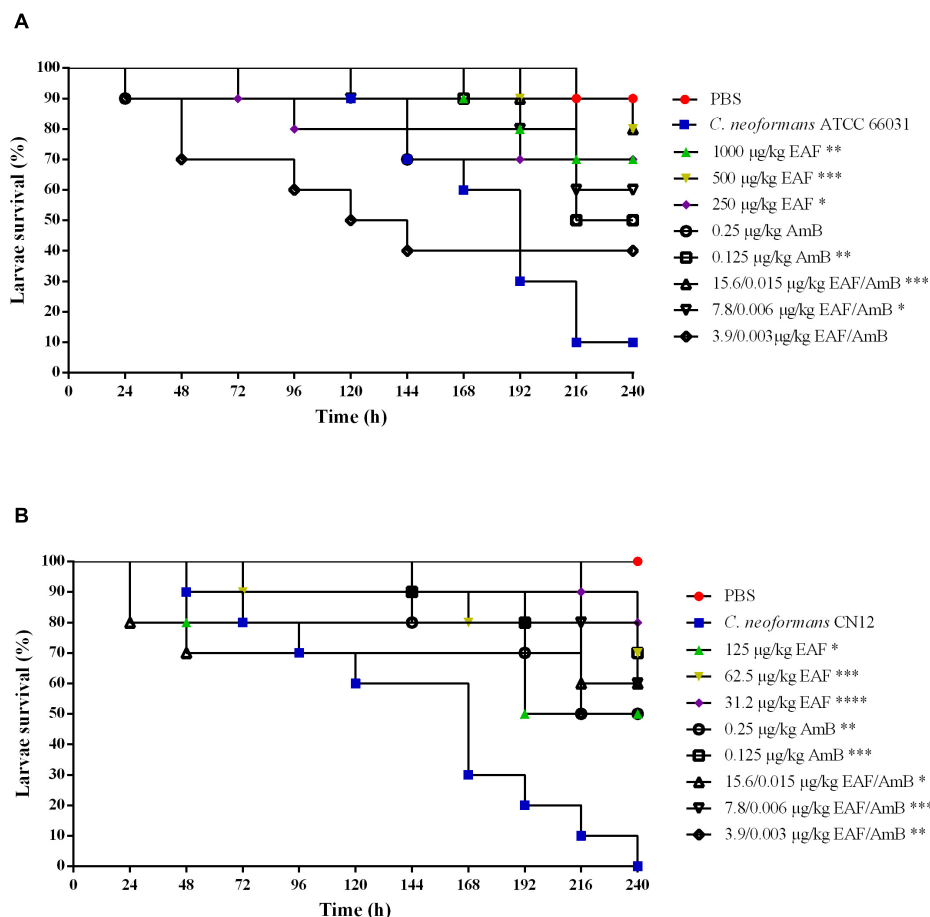 A
Larvae survival (%)
100
90
80
70
60
50
40
30
20
10
0
0 24 48 72 96 120 144 168 192 216 240
Time (h)
PBS
C. neoformans ATCC 66031
1000 µg/kg EAF **
500 µg/kg EAF ***
250 µg/kg EAF *
0.25 µg/kg AmB
0.125 µg/kg AmB **
15.6/0.015 µg/kg EAF/AmB ***
7.8/0.006 µg/kg EAF/AmB *
3.9/0.003µg/kg EAF/AmB
B
Larvae survival (%)
100
90
80
70
60
50
40
30
20
10
0
0 24 48 72 96 120 144 168 192 216 240
Time (h)
PBS
C. neoformans CN12
125 µg/kg EAF *
62.5 µg/kg EAF ***
31.2 µg/kg EAF ****
0.25 µg/kg AmB **
0.125 µg/kg AmB ***
15.6/0.015 µg/kg EAF/AmB *
7.8/0.006 µg/kg EAF/AmB ***
3.9/0.003 µg/kg EAF/AmB **